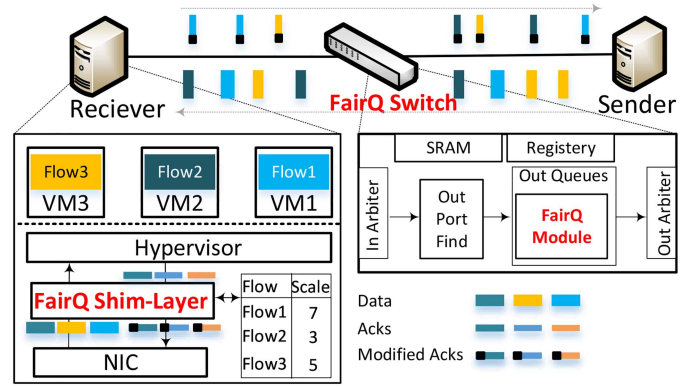 Reciever
FairQ Switch
Sender
Flow3
Flow2
Flow1
VM3
VM2
VM1
Hypervisor
FairQ Shim-Layer
NIC
Flow Scale
Flow1 7
Flow2 3
Flow3 5
SRAM
Registery
In Arbiter
Out
Port
Find
Out Queues
FairQ
Module
Out Arbiter
Data
Acks
Modified Acks